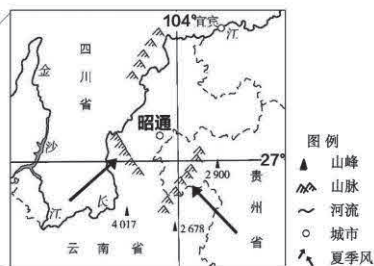 104°
宜宾
江
四
川
省
金
昭通
沙
27°
2 900
贵
州
省
江
长
4 017
2 678
云 南 省
图 例
山峰
山脉
河流
城市
夏季风